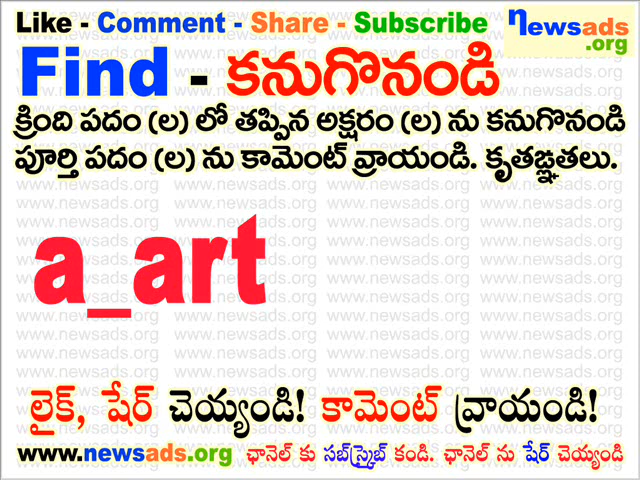 Like - Comment - Share - Subscribe
newsads
.org
Find - కనుగొనండి
క్రింది పదం (ల) లో తప్పిన అక్షరం (ల) ను కనుగొనండి
పూర్తి పదం (ల) ను కామెంట్ వ్రాయండి. కృతఙ్ఞతలు.
a_art
లైక్, షేర్ చెయ్యండి! కామెంట్ వ్రాయండి!
www.newsads.org ఛానెల్ కు సబ్‌స్క్రైబ్ కండి. ఛానెల్ ను షేర్ చెయ్యండి